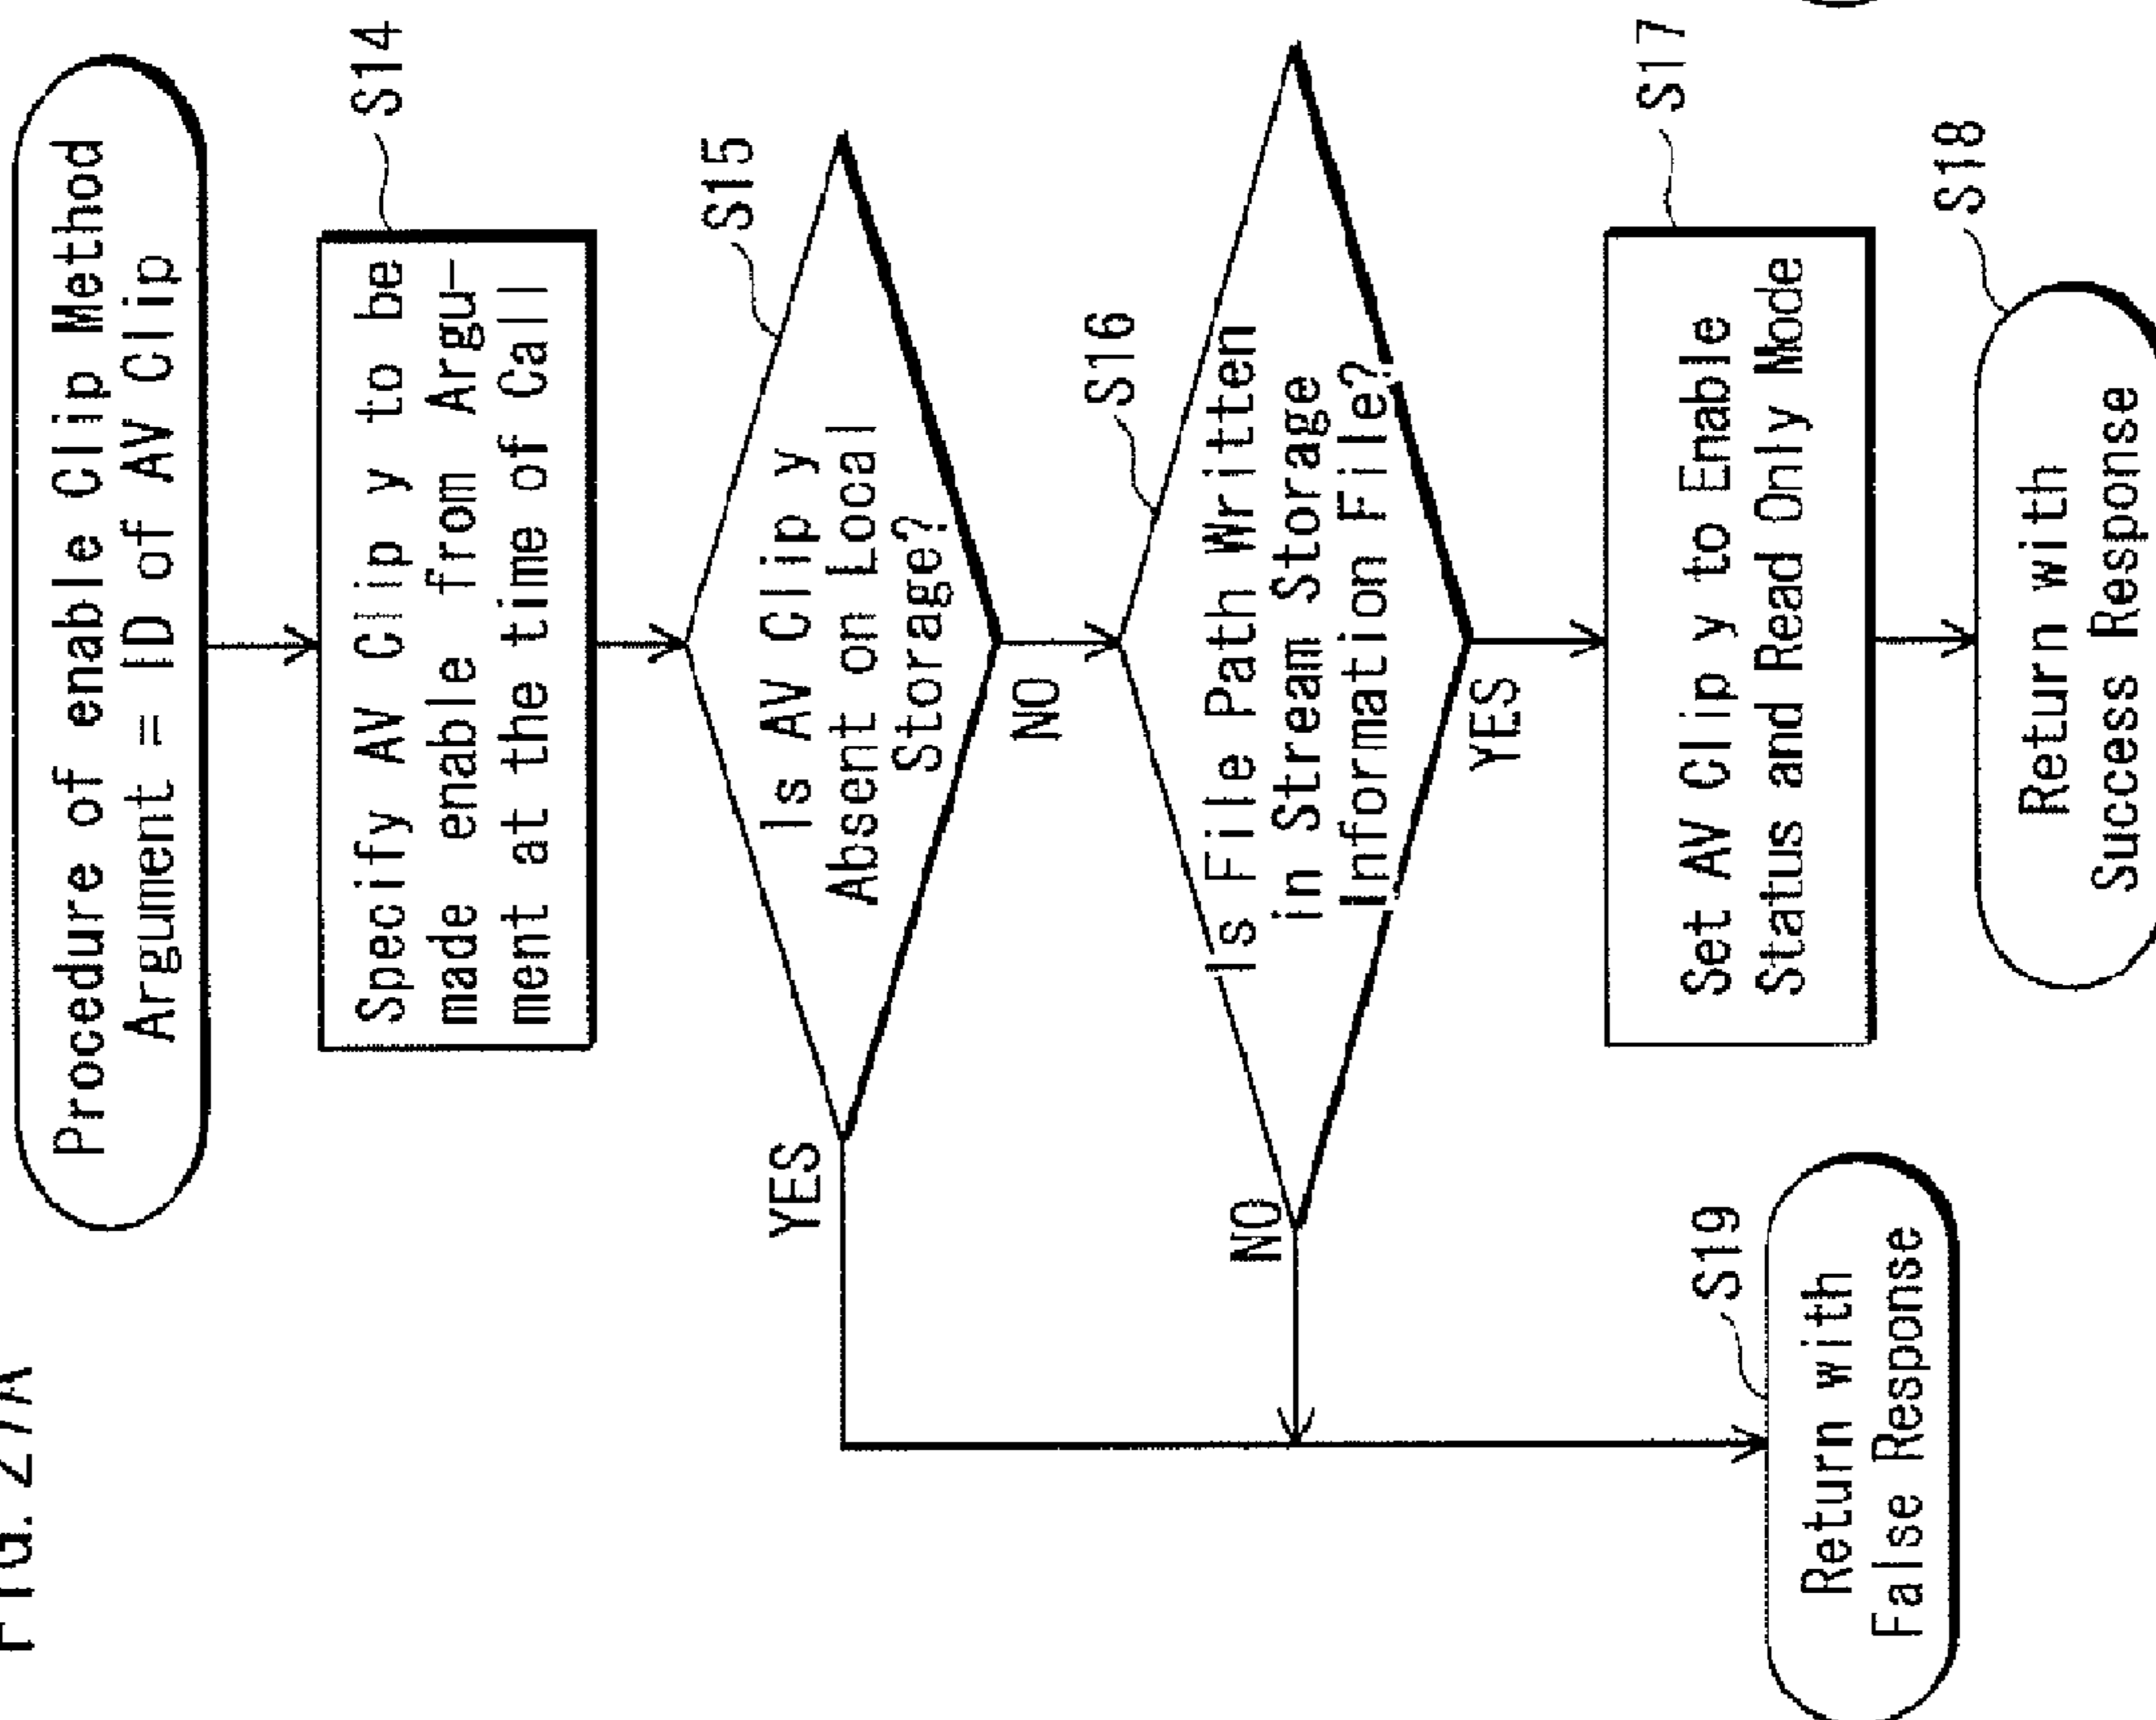 FIG. 27A
Procedure of enable Clip Method
Argument = ID of AV Clip
S14
Specify AV Clip y to be
made enable from Argu-
ment at the time of Call
S15
Is AV Clip y
Absent on Local
Storage?
YES
NO
S16
Is File Path Written
in Stream Storage
Information File?
NO
YES
S17
Set AV Clip y to Enable
Status and Read Only Mode
S18
Return with
Success Response
S19
Return with
False Response